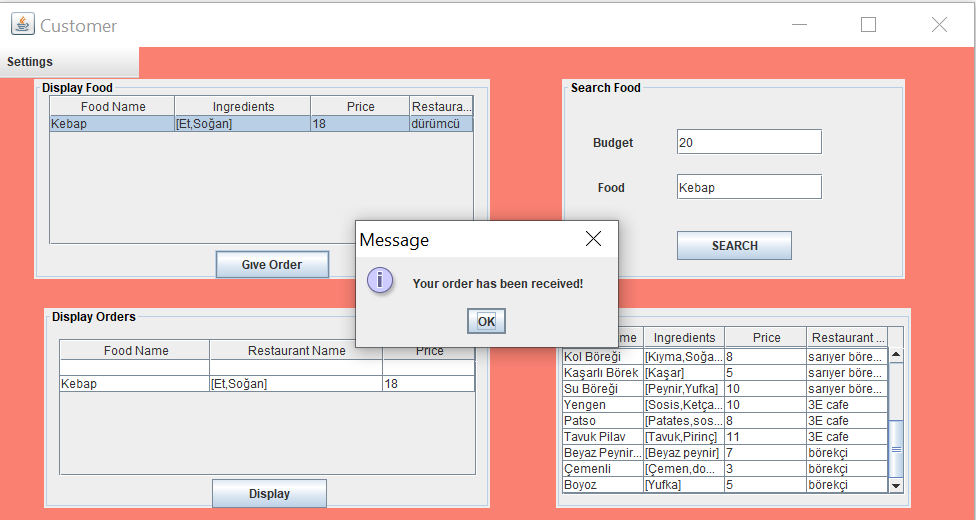 Customer
Settings
Display Food
Food Name Ingredients Price Restaura...
Kebap [Et,Soğan] 18 dürümcü
Give Order
Search Food
Budget 20
Food Kebap
SEARCH
Message
Your order has been received!
OK
Display Orders
Food Name Restaurant Name Price
Kebap [Et,Soğan] 18
Display
me Ingredients Price Restaurant ...
Kol Böreği [Kıyma,Soğa... 8 sarıyer böre...
Kaşarlı Börek [Kaşar] 5 sarıyer böre...
Su Böreği [Peynir,Yufka] 10 sarıyer böre...
Yengen [Sosis,Ketça... 10 3E cafe
Patso [Patates,sos... 8 3E cafe
Tavuk Pilav [Tavuk,Pirinç] 11 3E cafe
Beyaz Peynir... [Beyaz peynir] 7 börekçi
Çemenli [Çemen,do... 3 börekçi
Boyoz [Yufka] 5 börekçi